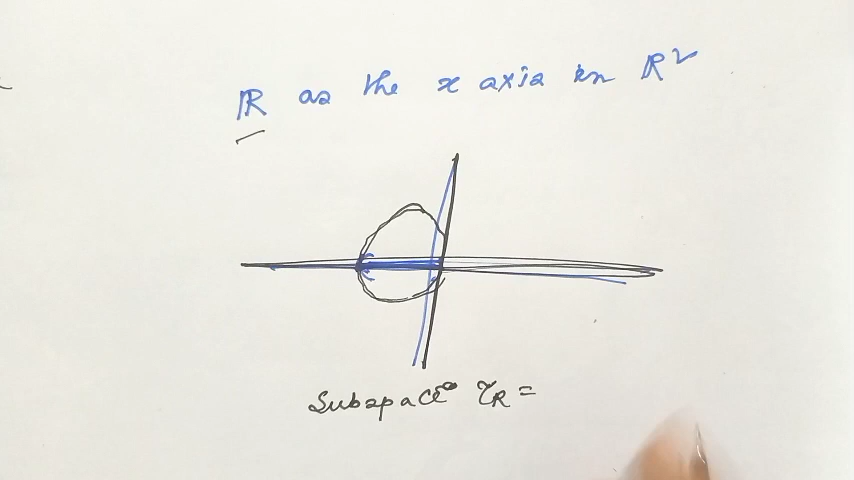 ℝ as the x axis in ℝ²
Subspace τ_R =